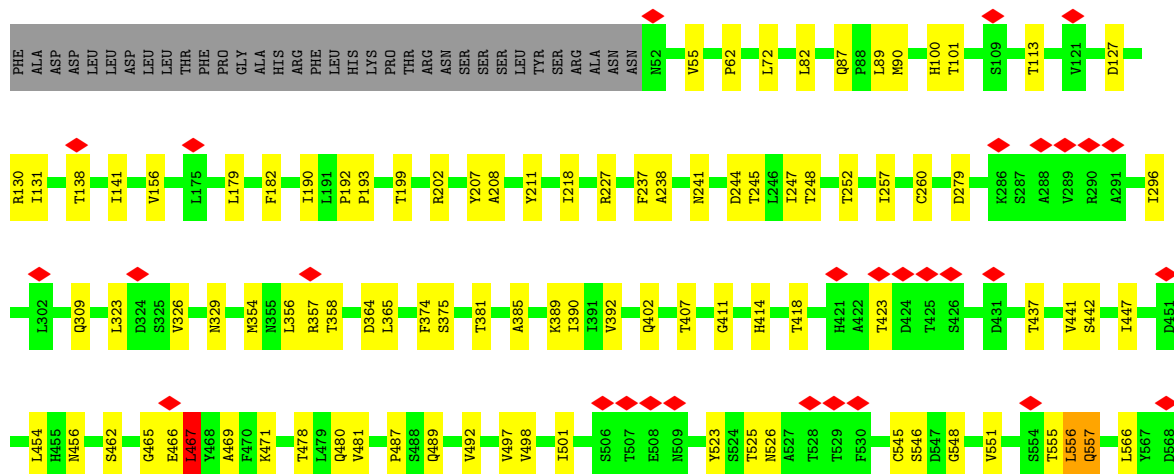 PHE ALA ASP ASP LEU LEU ASP LEU LEU THR PHE PRO GLY ALA HIS ARG PHE LEU HIS LYS PRO THR ARG ASN SER SER SER LEU TYR SER ARG ALA ASN ASN N52 V55 P62 L72 L82 Q87 P88 L89 M90 H100 T101 S109 T113 V121 D127
R130 I131 T138 I141 V156 L175 L179 F182 I190 L191 P192 P193 T199 R202 Y207 A208 Y211 I218 R227 F237 A238 N241 D244 T245 L246 I247 T248 T252 I257 C260 D279 K286 S287 A288 V289 R290 A291 I296
L302 Q309 L323 D324 S325 V326 N329 M354 N355 L356 R357 T358 D364 L365 F374 S375 T381 A385 K389 I390 I391 V392 Q402 T407 G411 H414 T418 H421 A422 T423 D424 T425 S426 D431 T437 V441 S442 I447 D451
L454 H455 N456 S462 G465 E466 L467 Y468 A469 F470 K471 T478 L479 Q480 V481 P487 S488 Q489 V492 V497 V498 I501 S506 T507 E508 N509 Y523 S524 T525 N526 A527 T528 T529 F530 C545 S546 D547 G548 V551 S554 T555 L556 Q557 L566 Y567 D568